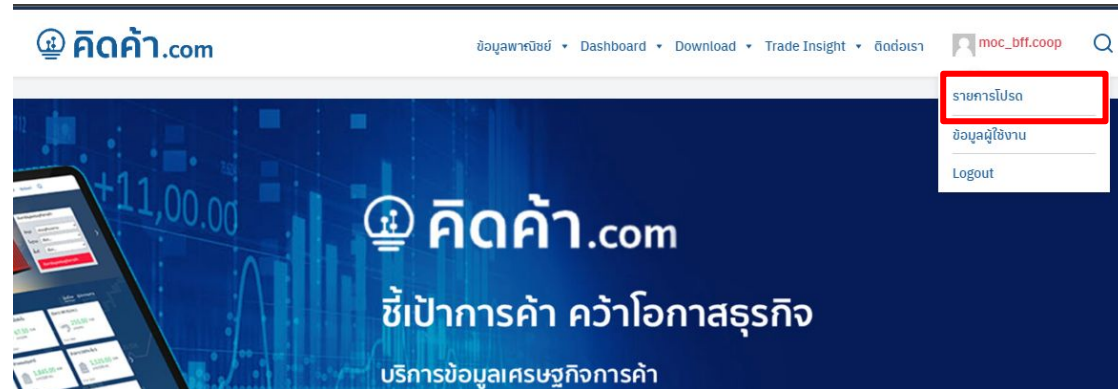 คิดค้า.com
ข้อมูลพาณิชย์ Dashboard Download Trade Insight ติดต่อเรา moc_bff.coop
รายการโปรด
ข้อมูลผู้ใช้งาน
Logout
+11,00.00
คิดค้า.com
ชี้เป้าการค้า คว้าโอกาสธุรกิจ
บริการข้อมูลเศรษฐกิจการค้า